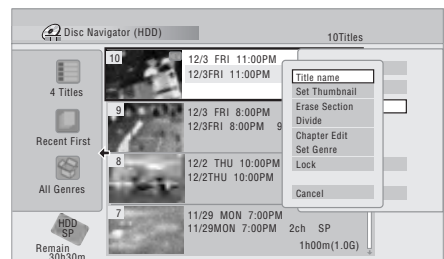 Disc Navigator (HDD)
10Titles
4 Titles
Recent First
All Genres
HDD
SP
Remain
30h30m
10
12/3 FRI 11:00PM
12/3FRI 11:00PM
9
12/3 FRI 8:00PM
12/3FRI 8:00PM 9
8
12/2 THU 10:00PM
12/2THU 10:00PM
7
11/29 MON 7:00PM
11/29MON 7:00PM 2ch SP
1h00m(1.0G)
Title name
Set Thumbnail
Erase Section
Divide
Chapter Edit
Set Genre
Lock
Cancel